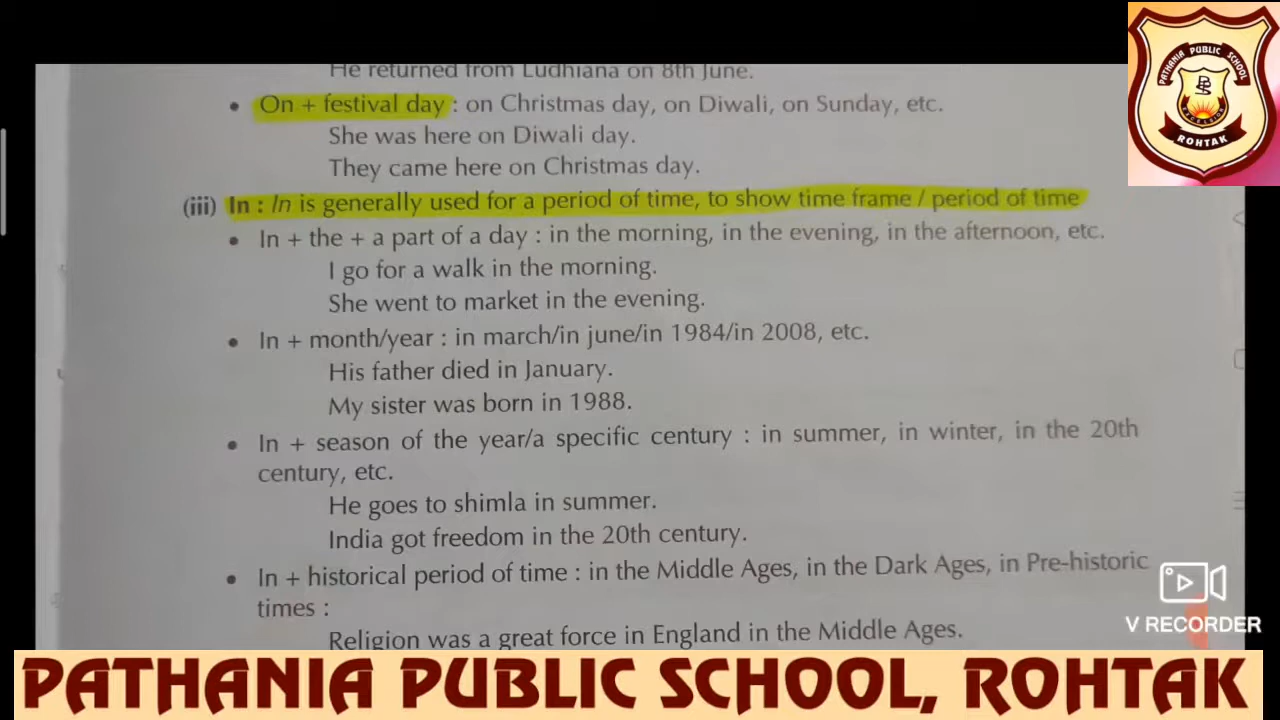 He returned from Ludhiana on 8th June.
• On + festival day : on Christmas day, on Diwali, on Sunday, etc.
She was here on Diwali day.
They came here on Christmas day.
(iii) In : In is generally used for a period of time, to show time frame / period of time
• In + the + a part of a day : in the morning, in the evening, in the afternoon, etc.
I go for a walk in the morning.
She went to market in the evening.
• In + month/year : in march/in june/in 1984/in 2008, etc.
His father died in January.
My sister was born in 1988.
• In + season of the year/a specific century : in summer, in winter, in the 20th
century, etc.
He goes to shimla in summer.
India got freedom in the 20th century.
• In + historical period of time : in the Middle Ages, in the Dark Ages, in Pre-historic
times :
Religion was a great force in England in the Middle Ages.
PATHANIA PUBLIC SCHOOL
ROHTAK
V RECORDER
PATHANIA PUBLIC SCHOOL, ROHTAK